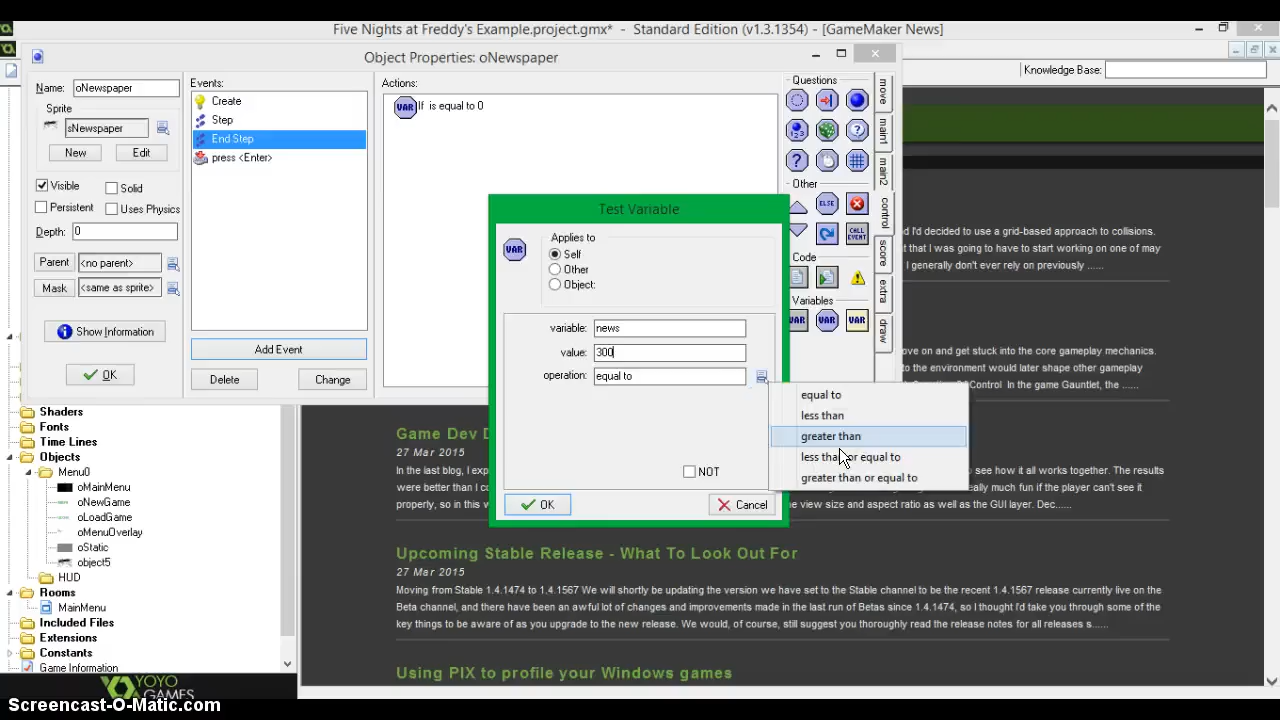 Five Nights at Freddy's Example.project.gmx* - Standard Edition (v1.3.1354) - [GameMaker News]
Object Properties: oNewspaper
Knowledge Base:
Name: oNewspaper
Sprite
sNewspaper
New Edit
Visible Solid
Persistent Uses Physics
Depth: 0
Parent <no parent>
Mask <same as sprite>
Show Information
OK
Events:
Create
Step
End Step
press <Enter>
Add Event
Delete Change
Actions:
VAR If is equal to 0
Questions
Other
ELSE
CALL EVENT
Code
Variables
VAR VAR VAR
move
main1
main2
control
score
extra
draw
Test Variable
VAR
Applies to
Self
Other
Object:
variable: news
value: 300
operation: equal to
NOT
OK Cancel
equal to
less than
greater than
less than or equal to
greater than or equal to
Shaders
Fonts
Time Lines
Objects
Menu0
oMainMenu
oNewGame
oLoadGame
oMenuOverlay
oStatic
object5
HUD
Rooms
MainMenu
Included Files
Extensions
Constants
Game Information
YOYO GAMES
d I'd decided to use a grid-based approach to collisions.
t that I was going to have to start working on one of may
I generally don't ever rely on previously ......
ove on and get stuck into the core gameplay mechanics.
to the environment would later shape other gameplay
Control In the game Gauntlet, the ......
Game Dev D
27 Mar 2015
In the last blog, I exp
were better than I co
properly, so in this w
see how it all works together. The results
much fun if the player can't see it
he view size and aspect ratio as well as the GUI layer. Dec......
Upcoming Stable Release - What To Look Out For
27 Mar 2015
Moving from Stable 1.4.1474 to 1.4.1567 We will shortly be updating the version we have set to the Stable channel to be the recent 1.4.1567 release currently live on the
Beta channel, and there have been an awful lot of changes and improvements made in the last run of Betas since 1.4.1474, so I thought I'd take you through some of the
key things to be aware of as you upgrade to the new release. We would, of course, still suggest you thoroughly read the release notes for all releases s......
Using PIX to profile your Windows games
Screencast-O-Matic.com